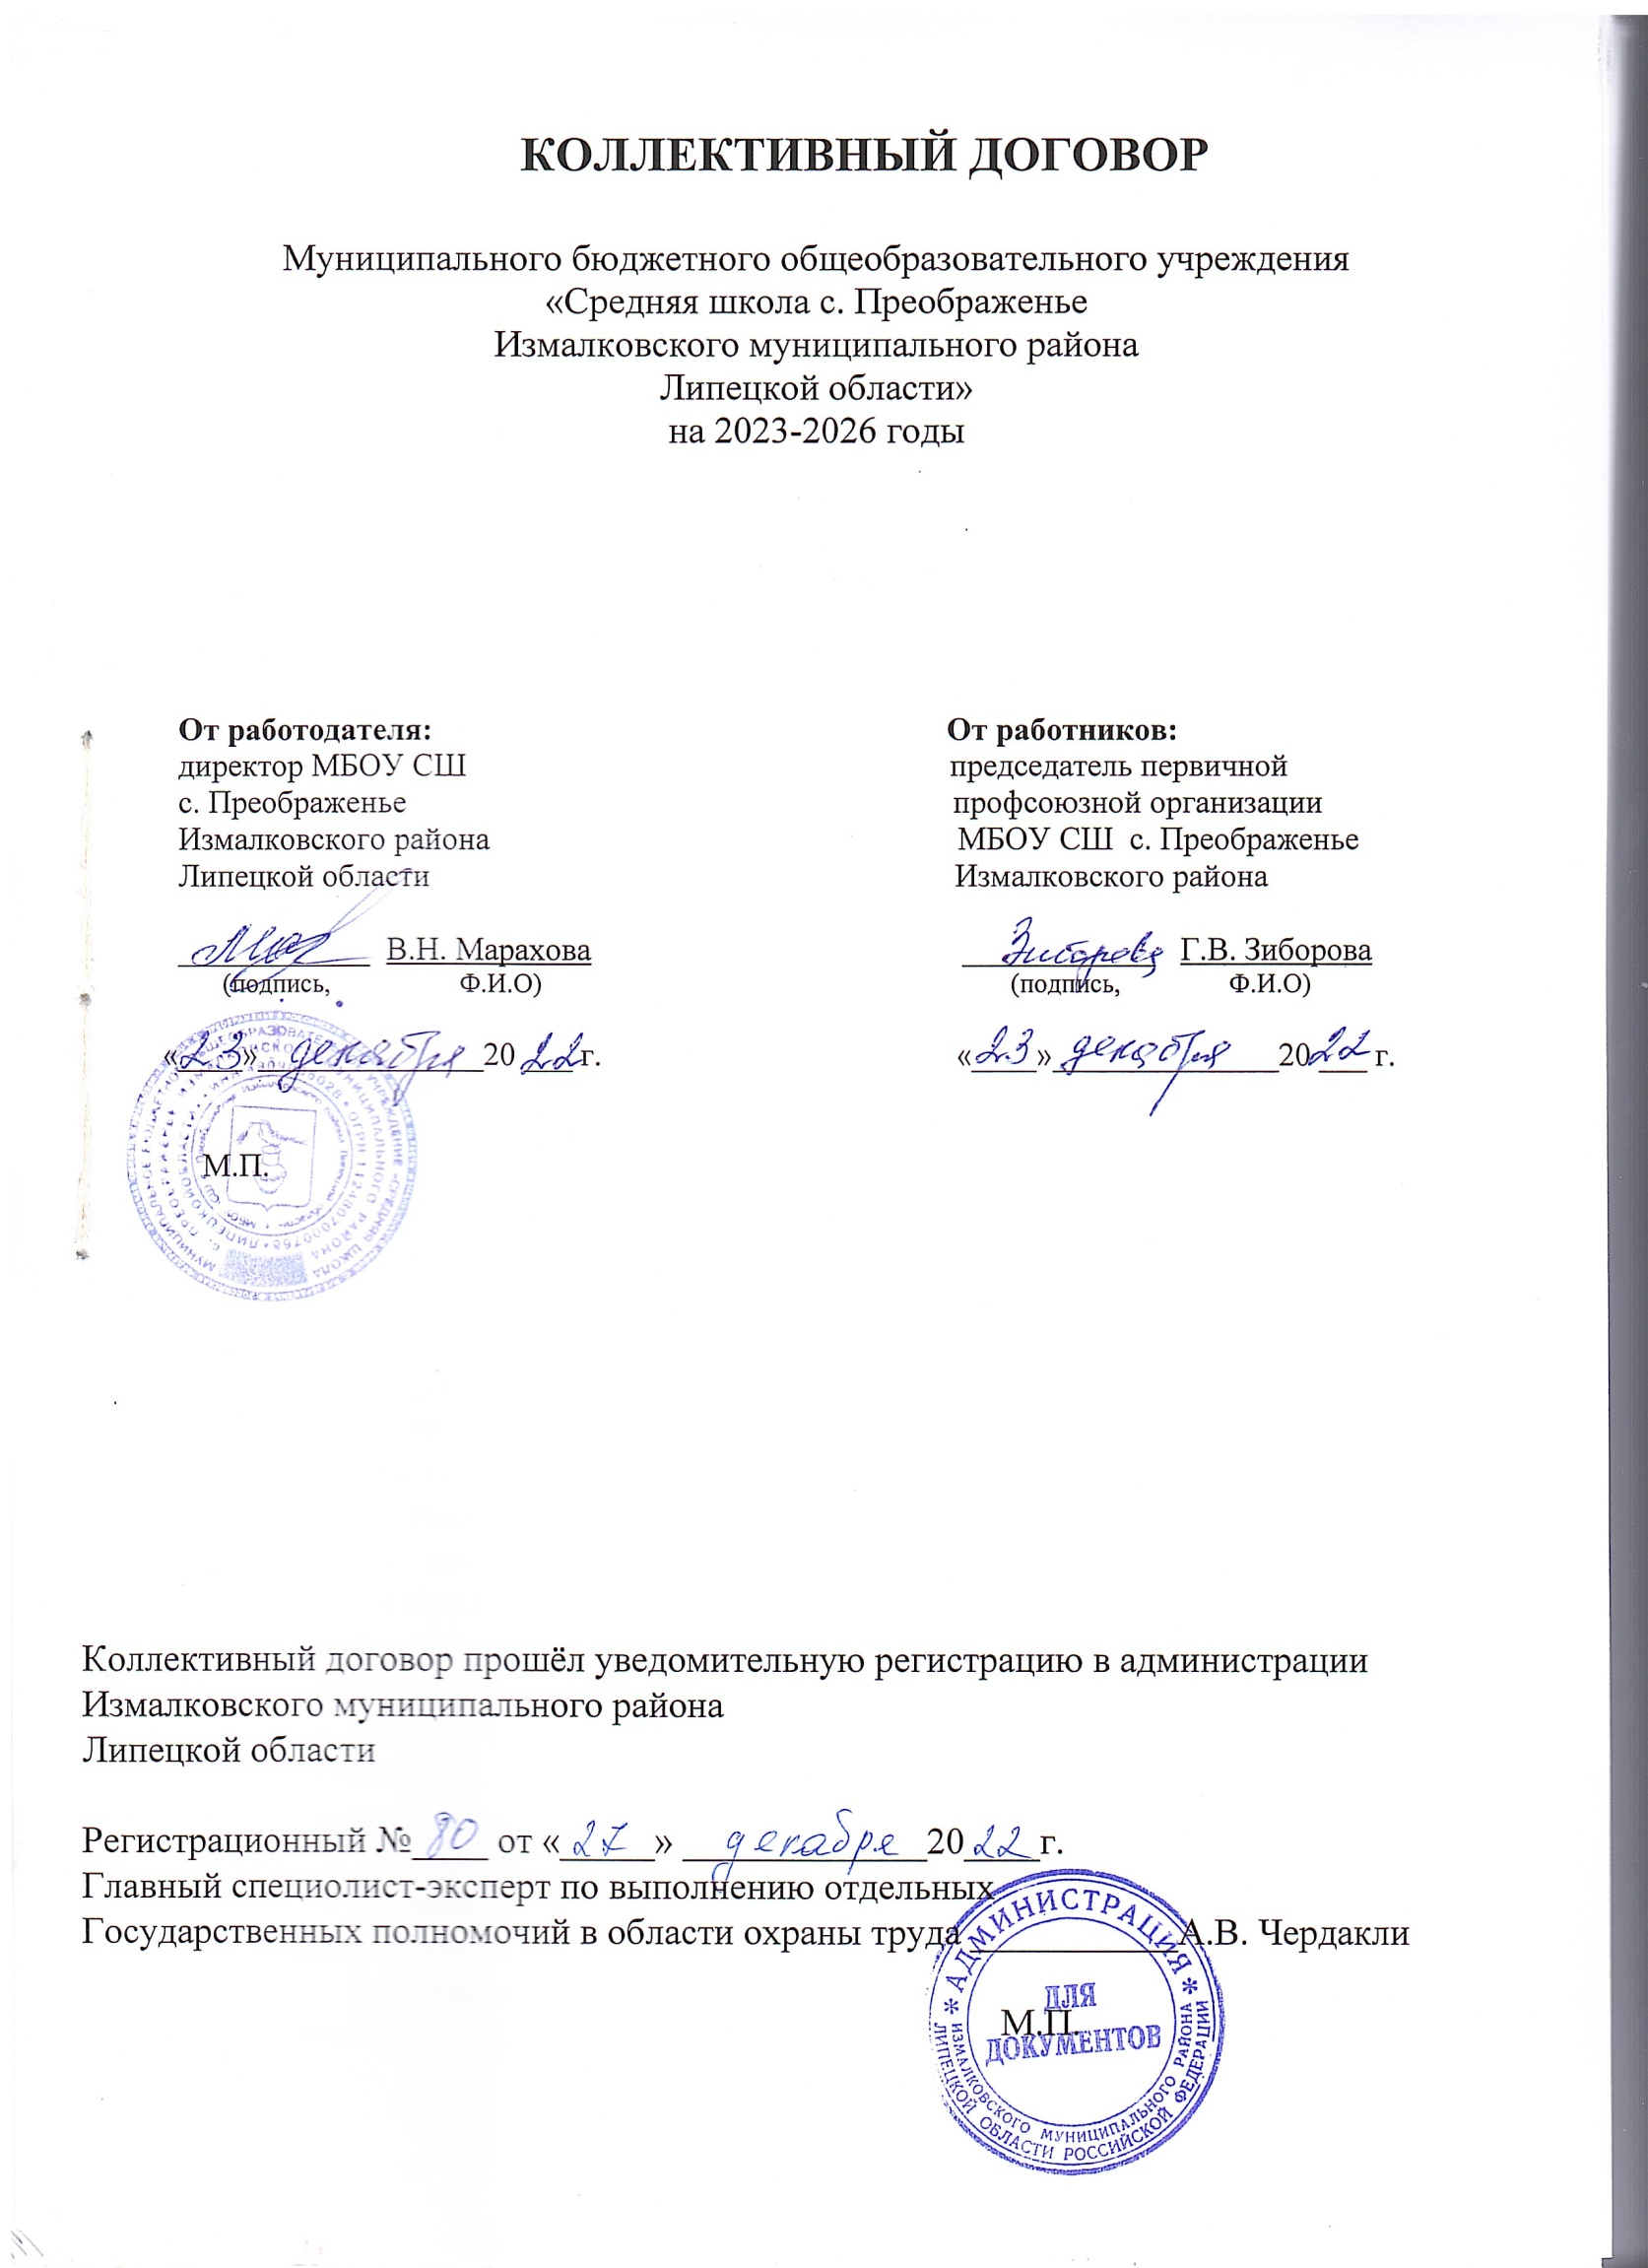 КОЛЛЕКТИВНЫЙ ДОГОВОР
Муниципального бюджетного общеобразовательного учреждения
«Средняя школа с. Преображенье
Измалковского муниципального района
Липецкой области»
на 2023-2026 годы
От работодателя:
директор МБОУ СШ
с. Преображенье
Измалковского района
Липецкой области
В.Н. Марахова
(подпись, Ф.И.О)
«23» декабря 2022г.
М.П.
От работников:
председатель первичной
профсоюзной организации
МБОУ СШ с. Преображенье
Измалковского района
Зиборова Г.В. Зиборова
(подпись, Ф.И.О)
«23» декабря 2022 г.
Коллективный договор прошёл уведомительную регистрацию в администрации
Измалковского муниципального района
Липецкой области
Регистрационный № 80 от «27» декабря 2022г.
Главный специолист-эксперт по выполнению отдельных
Государственных полномочий в области охраны труда А.В. Чердакли
М.П.
* АДМИНИСТРАЦИЯ *
ИЗМАЛКОВСКОГО МУНИЦИПАЛЬНОГО РАЙОНА
ЛИПЕЦКОЙ ОБЛАСТИ РОССИЙСКОЙ ФЕДЕРАЦИИ
ДЛЯ
ДОКУМЕНТОВ